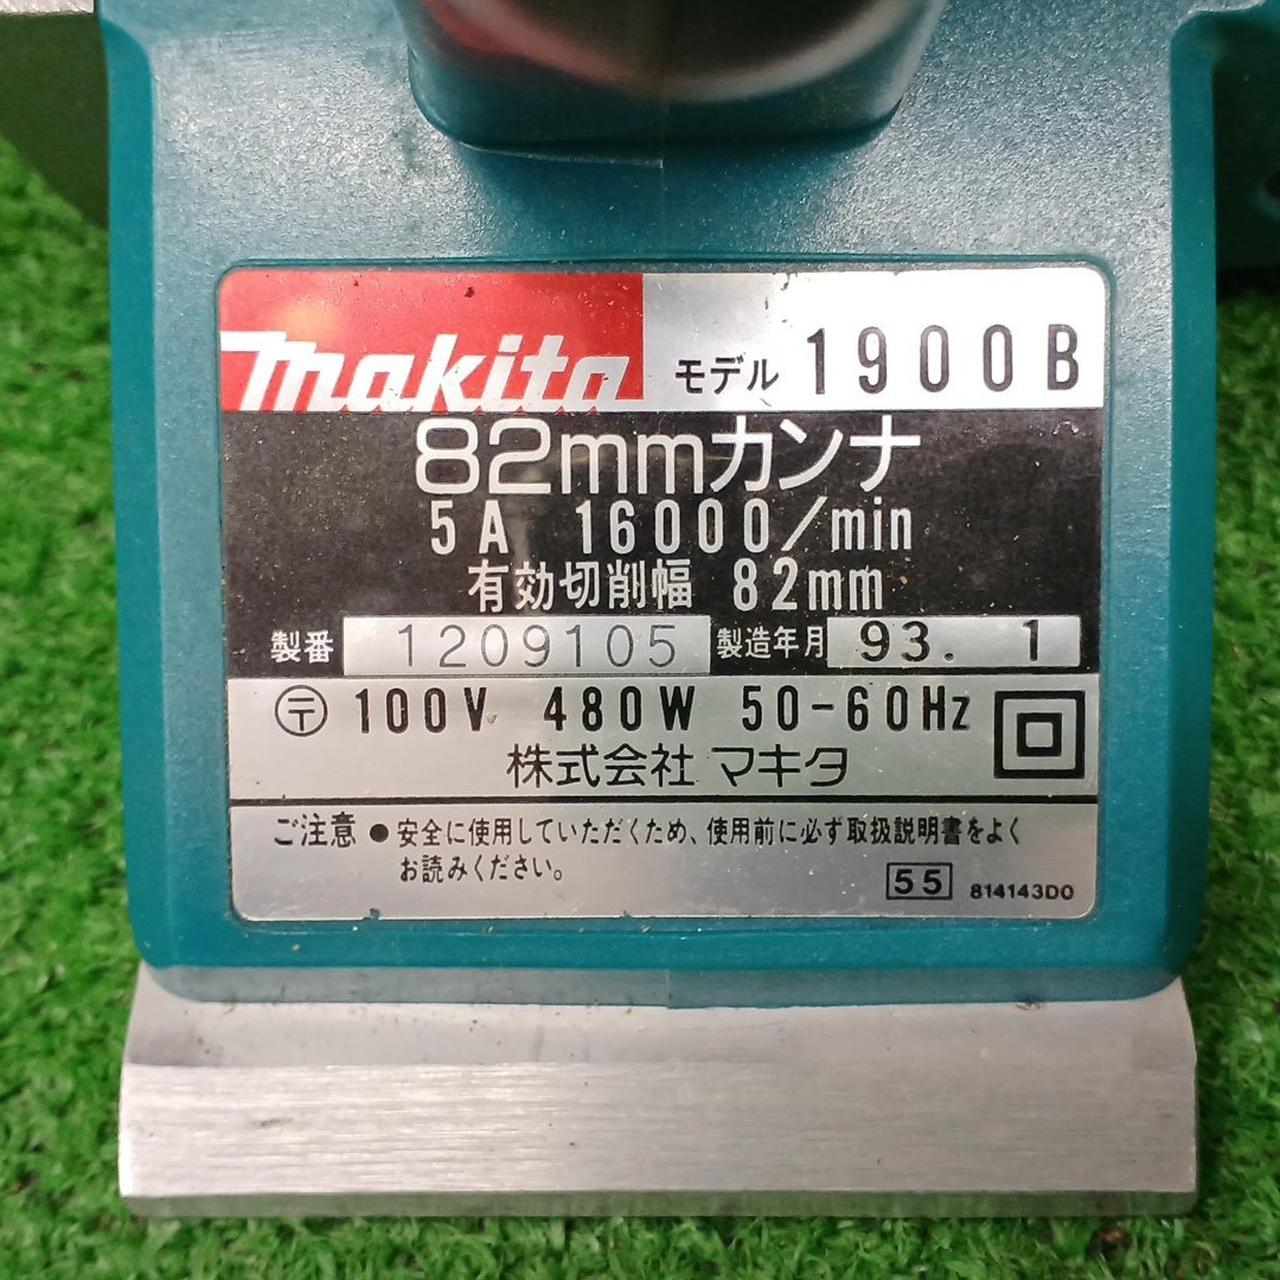 makita モデル 1900B
82mmカンナ
5A 16000/min
有効切削幅 82mm
製番 1209105 製造年月 93. 1
〶 100V 480W 50-60Hz
株式会社 マキタ
ご注意 ● 安全に使用していただくため、使用前に必ず取扱説明書をよく
お読みください。
55 814143D0